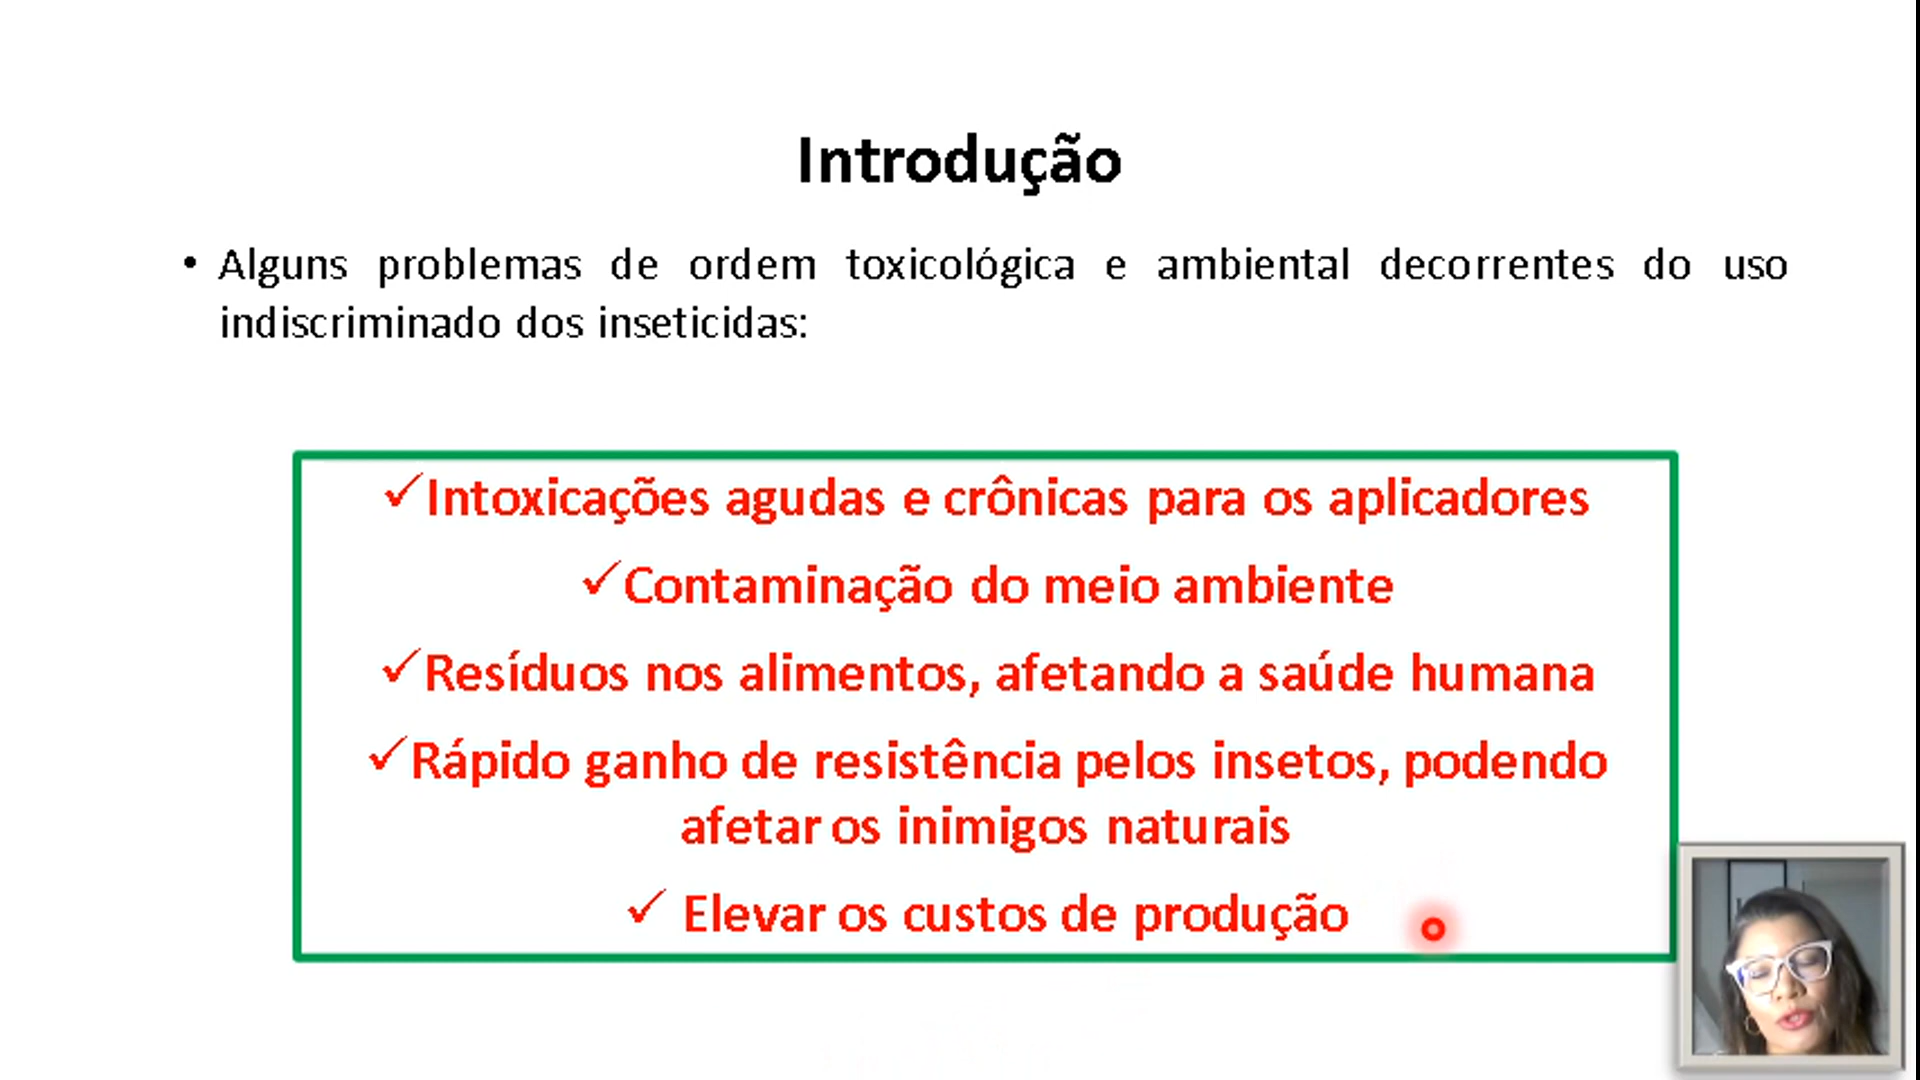 Introdução
• Alguns problemas de ordem toxicológica e ambiental decorrentes do uso
indiscriminado dos inseticidas:
✓Intoxicações agudas e crônicas para os aplicadores
✓Contaminação do meio ambiente
✓Resíduos nos alimentos, afetando a saúde humana
✓Rápido ganho de resistência pelos insetos, podendo
afetar os inimigos naturais
✓ Elevar os custos de produção